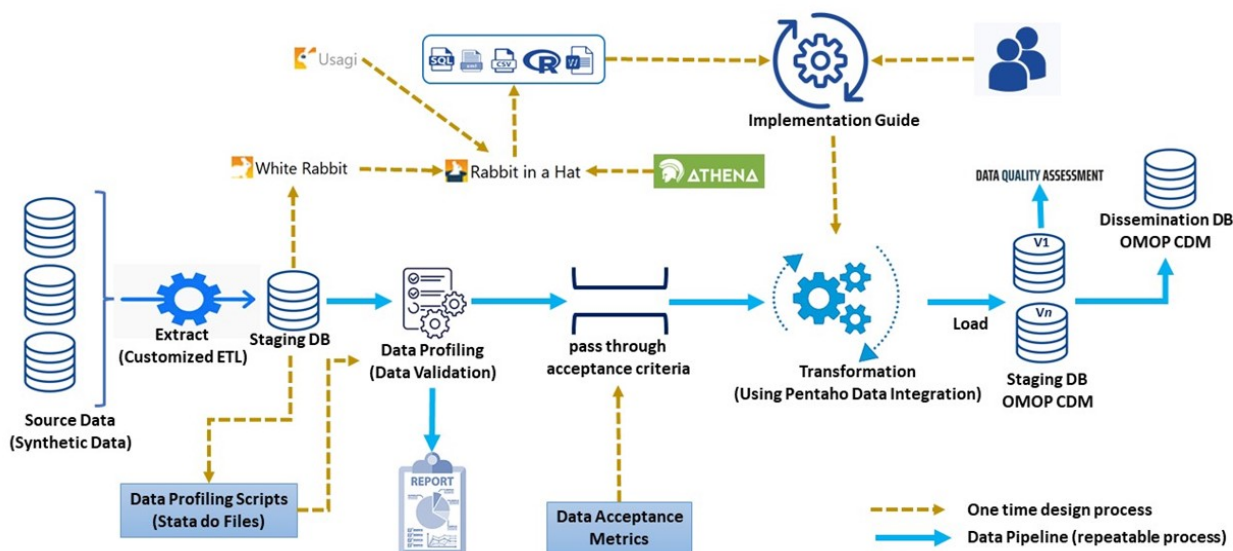 Usagi
SQL
CSV
R
W
Implementation Guide
White Rabbit
Rabbit in a Hat
ATHENA
DATA QUALITY ASSESSMENT
Dissemination DB
OMOP CDM
V1
Vn
Extract
(Customized ETL)
Staging DB
Data Profiling
(Data Validation)
pass through
acceptance criteria
Transformation
(Using Pentaho Data Integration)
Load
Staging DB
OMOP CDM
Source Data
(Synthetic Data)
REPORT
Data Profiling Scripts
(Stata do Files)
Data Acceptance
Metrics
One time design process
Data Pipeline (repeatable process)